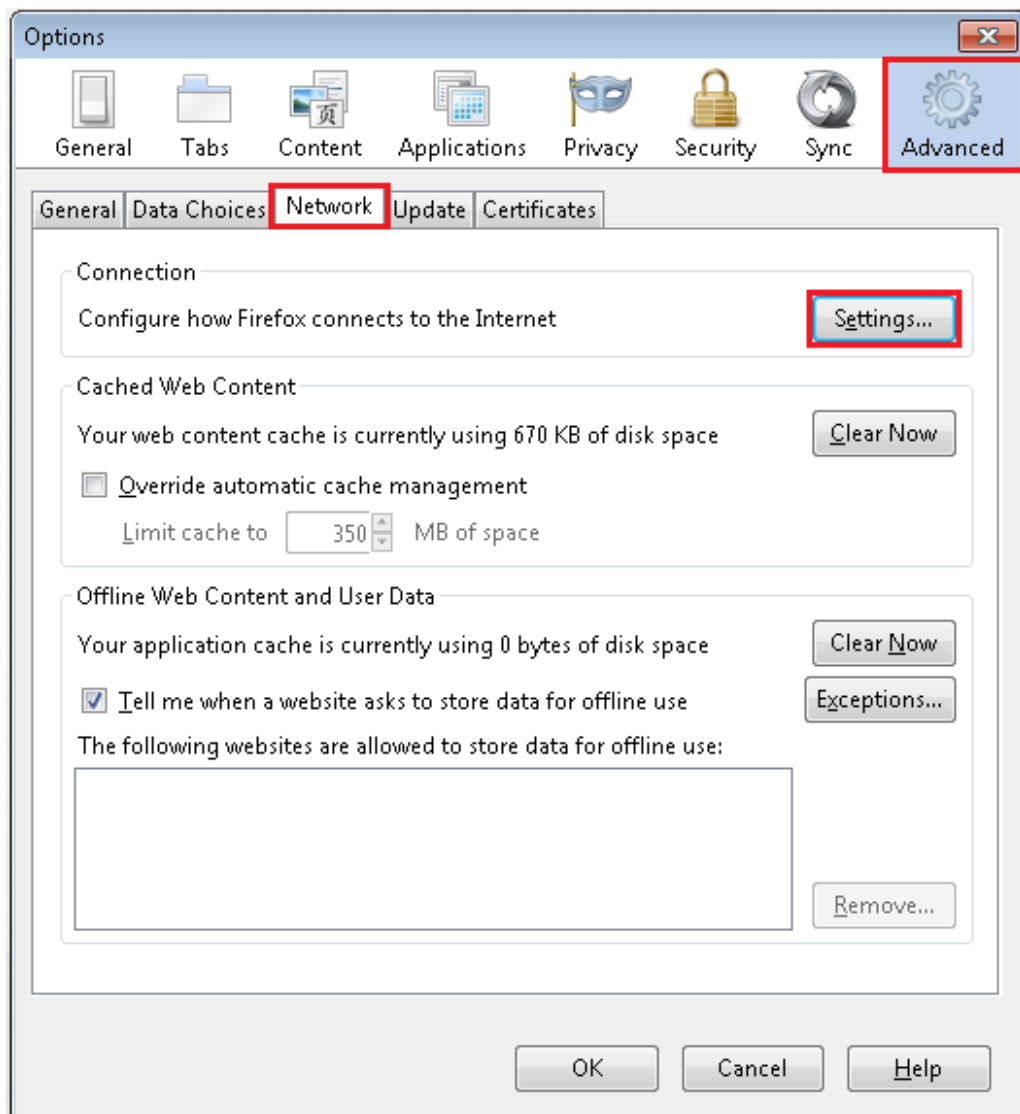 Options
页
General Tabs Content Applications Privacy Security Sync Advanced
General Data Choices Network Update Certificates
Connection
Configure how Firefox connects to the Internet Settings...
Cached Web Content
Your web content cache is currently using 670 KB of disk space Clear Now
Override automatic cache management
Limit cache to 350 MB of space
Offline Web Content and User Data
Your application cache is currently using 0 bytes of disk space Clear Now
Tell me when a website asks to store data for offline use Exceptions...
The following websites are allowed to store data for offline use:
Remove...
OK Cancel Help